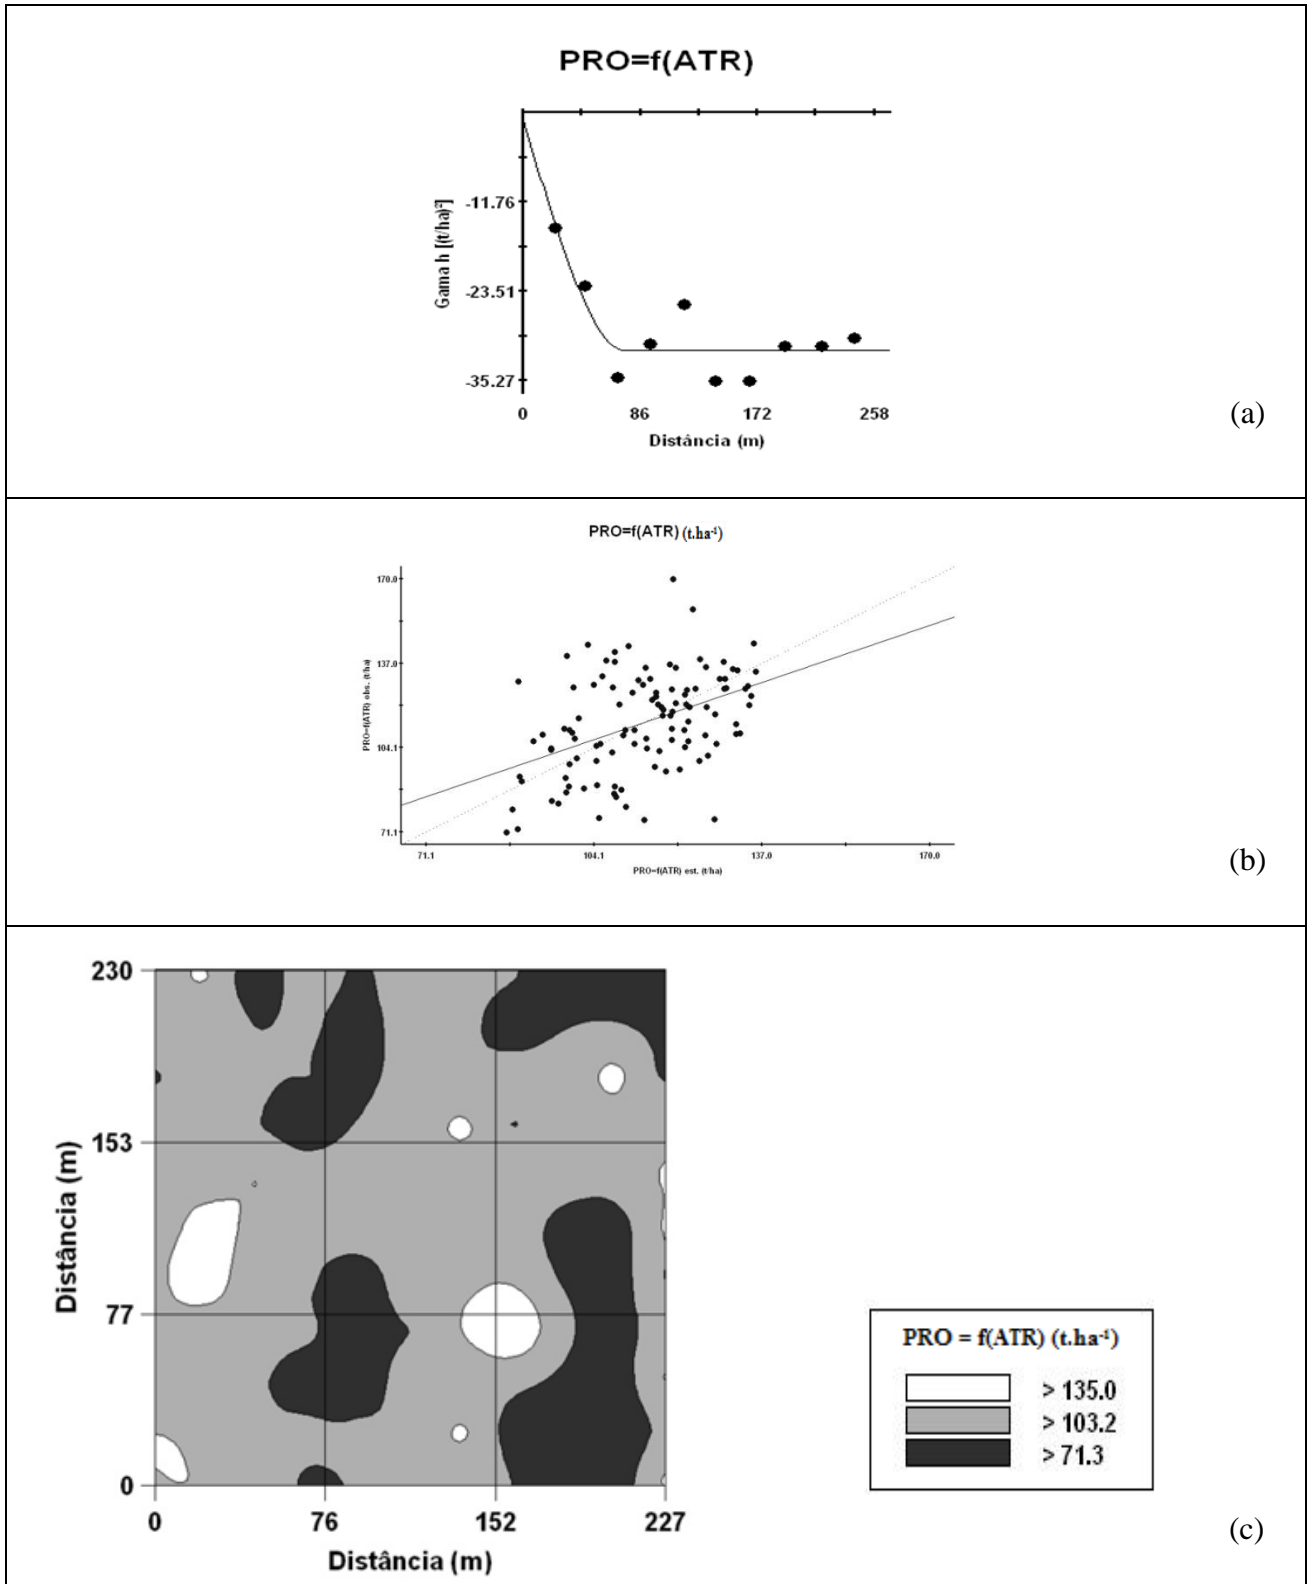 PRO=f(ATR)
Gama h [(t/ha)²]
-11.76
-23.51
-35.27
0 86 172 258
Distância (m)
(a)
PRO=f(ATR) (t.ha⁻¹)
PRO=f(ATR) obs. (t/ha)
170.0
137.0
104.1
71.1
71.1 104.1 137.0 170.0
PRO=f(ATR) est. (t/ha)
(b)
Distância (m)
230
153
77
0
0 76 152 227
Distância (m)
PRO = f(ATR) (t.ha⁻¹)
> 135.0
> 103.2
> 71.3
(c)